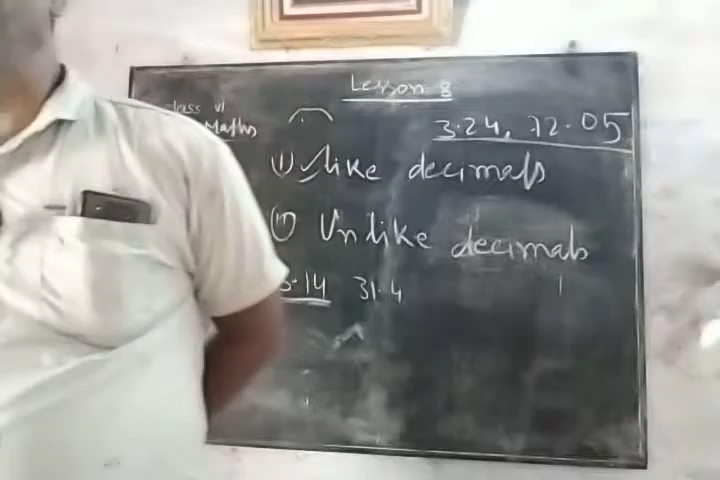 Lesson 8
class VI
Maths
3.24, 72.05
(i) like decimals
(ii) Unlike decimals
3.14 31.4